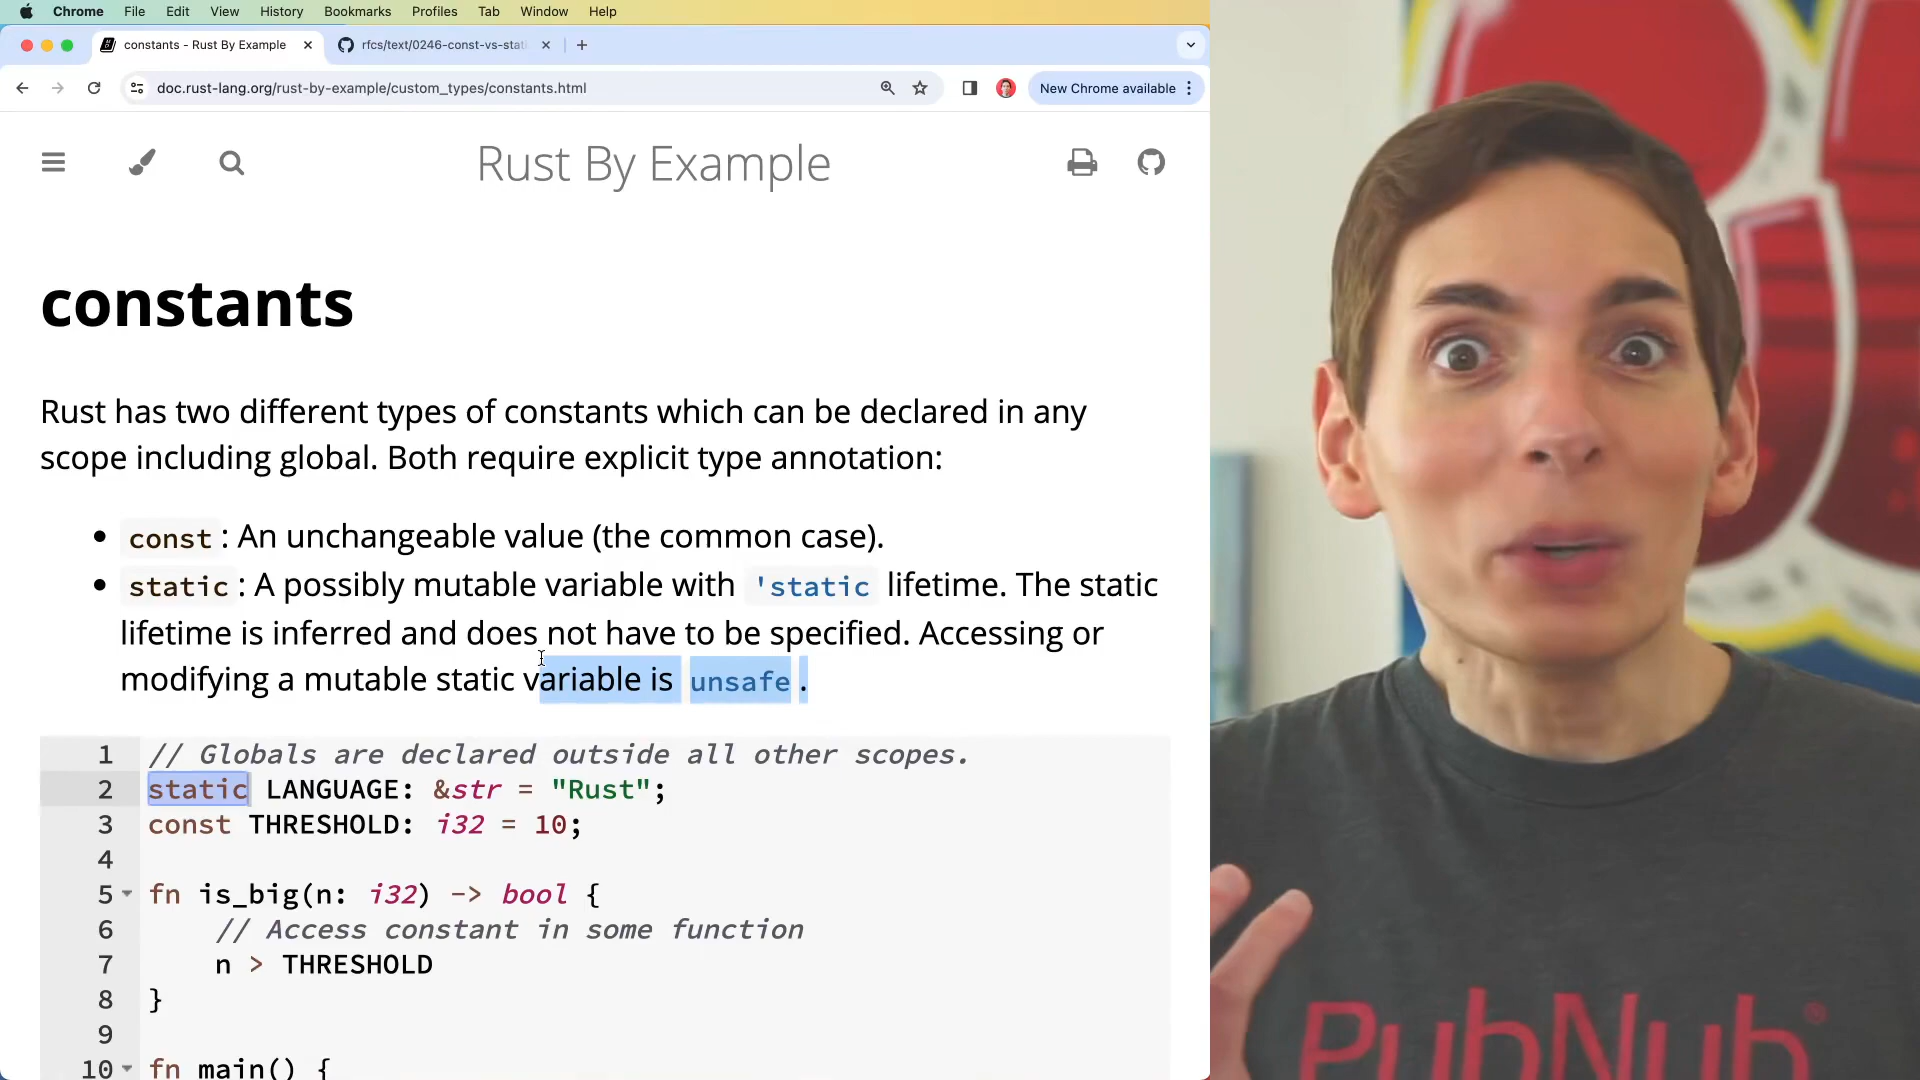 Chrome File Edit View History Bookmarks Profiles Tab Window Help
constants - Rust By Example rfcs/text/0246-const-vs-stati
doc.rust-lang.org/rust-by-example/custom_types/constants.html New Chrome available
Rust By Example
constants
Rust has two different types of constants which can be declared in any
scope including global. Both require explicit type annotation:
• const: An unchangeable value (the common case).
• static: A possibly mutable variable with 'static lifetime. The static
lifetime is inferred and does not have to be specified. Accessing or
modifying a mutable static variable is unsafe.
1 // Globals are declared outside all other scopes.
2 static LANGUAGE: &str = "Rust";
3 const THRESHOLD: i32 = 10;
4
5 fn is_big(n: i32) -> bool {
6 // Access constant in some function
7 n > THRESHOLD
8 }
9
10 fn main() {
PubNub®